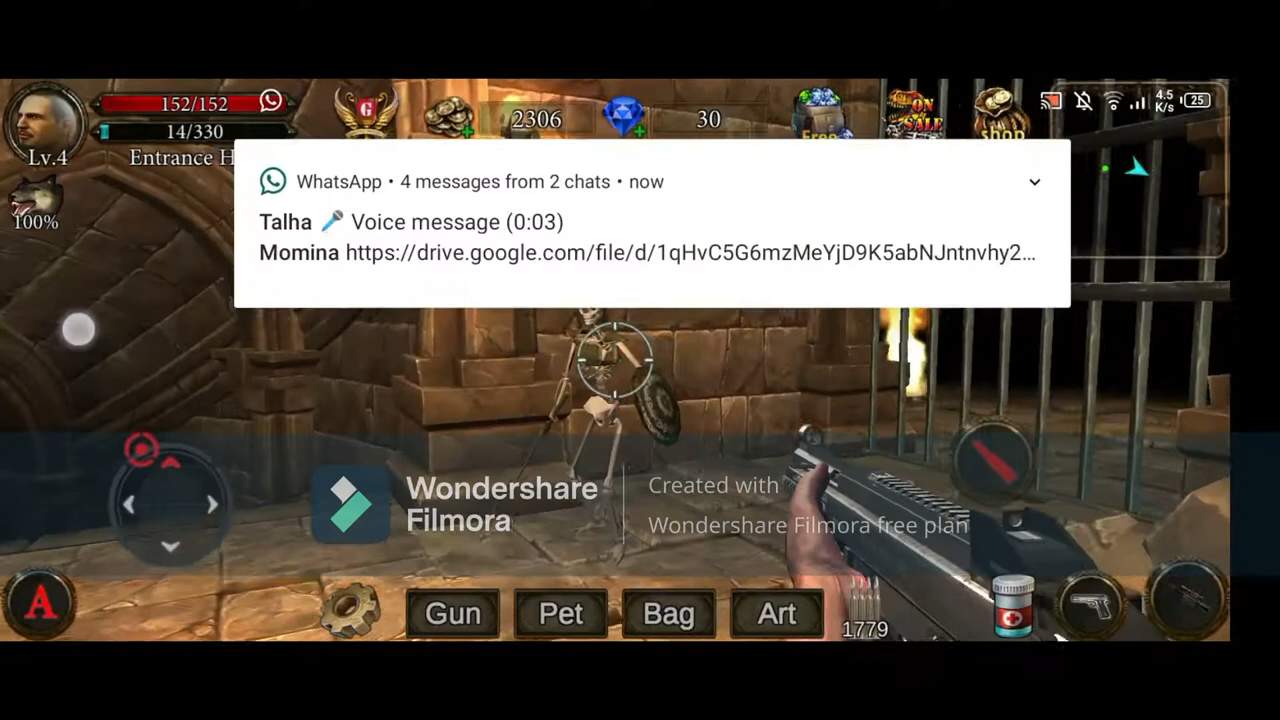 152/152
14/330
Lv.4
Entrance H
100%
G
2306
30
Free
ON
SALE
shop
4.5
K/s
25
WhatsApp • 4 messages from 2 chats • now
Talha 🎤 Voice message (0:03)
Momina https://drive.google.com/file/d/1qHvC5G6mzMeYjD9K5abNJntnvhy2…
Wondershare
Filmora
Created with
Wondershare Filmora free plan
A
Gun
Pet
Bag
Art
1779